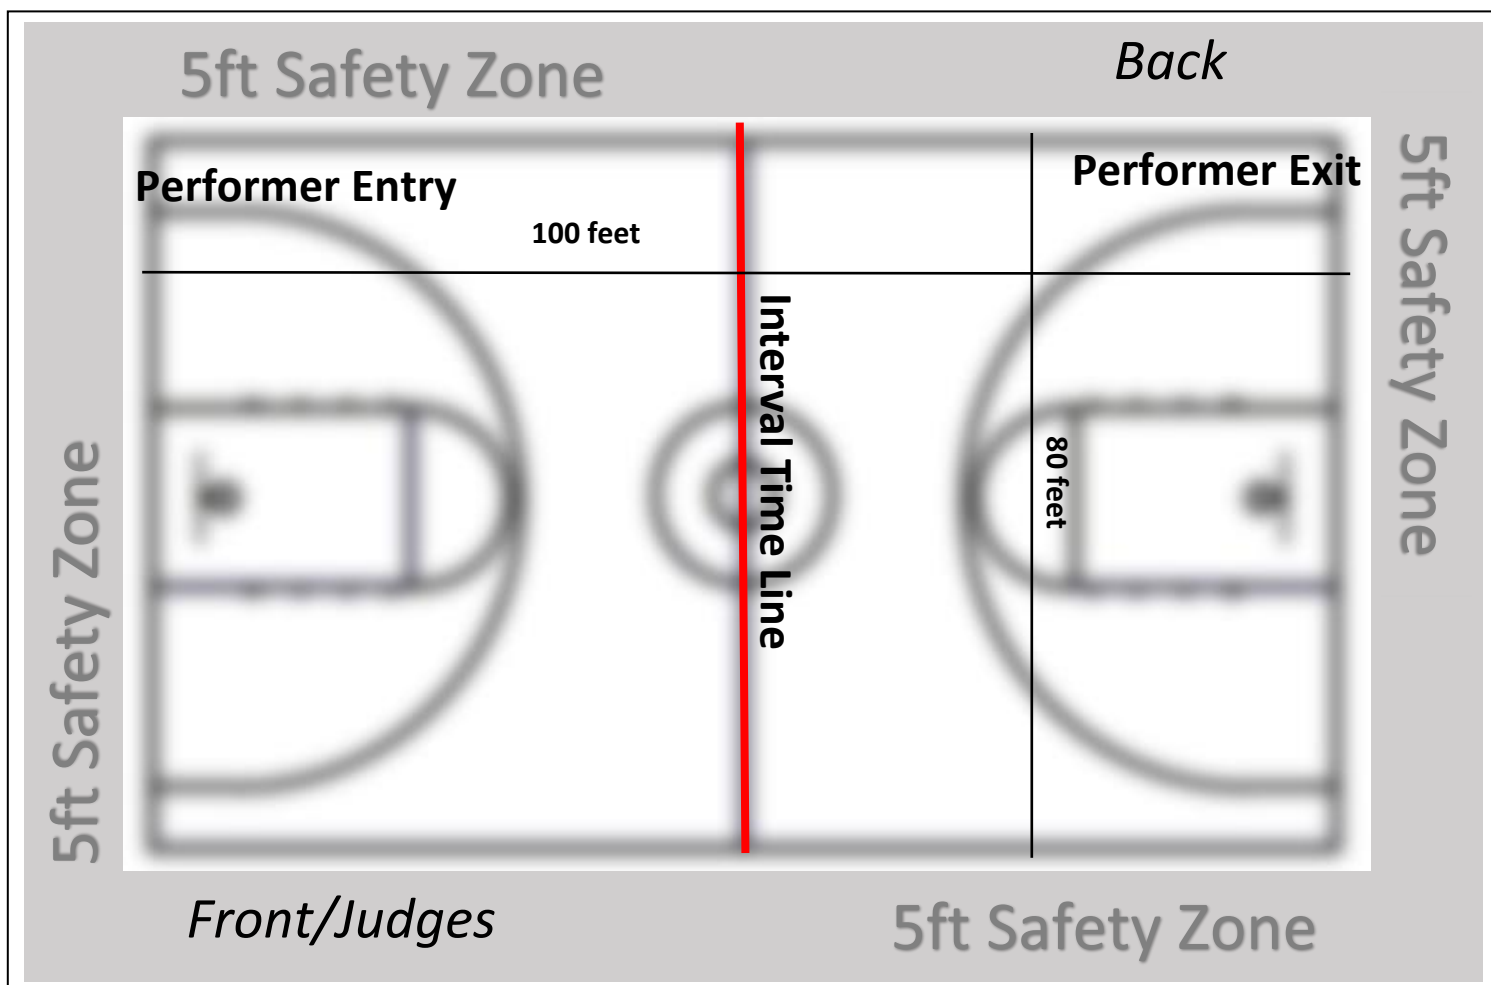 5ft Safety Zone
Back
Performer Entry
Performer Exit
100 feet
5ft Safety Zone
Interval Time Line
80 feet
5ft Safety Zone
Front/Judges
5ft Safety Zone